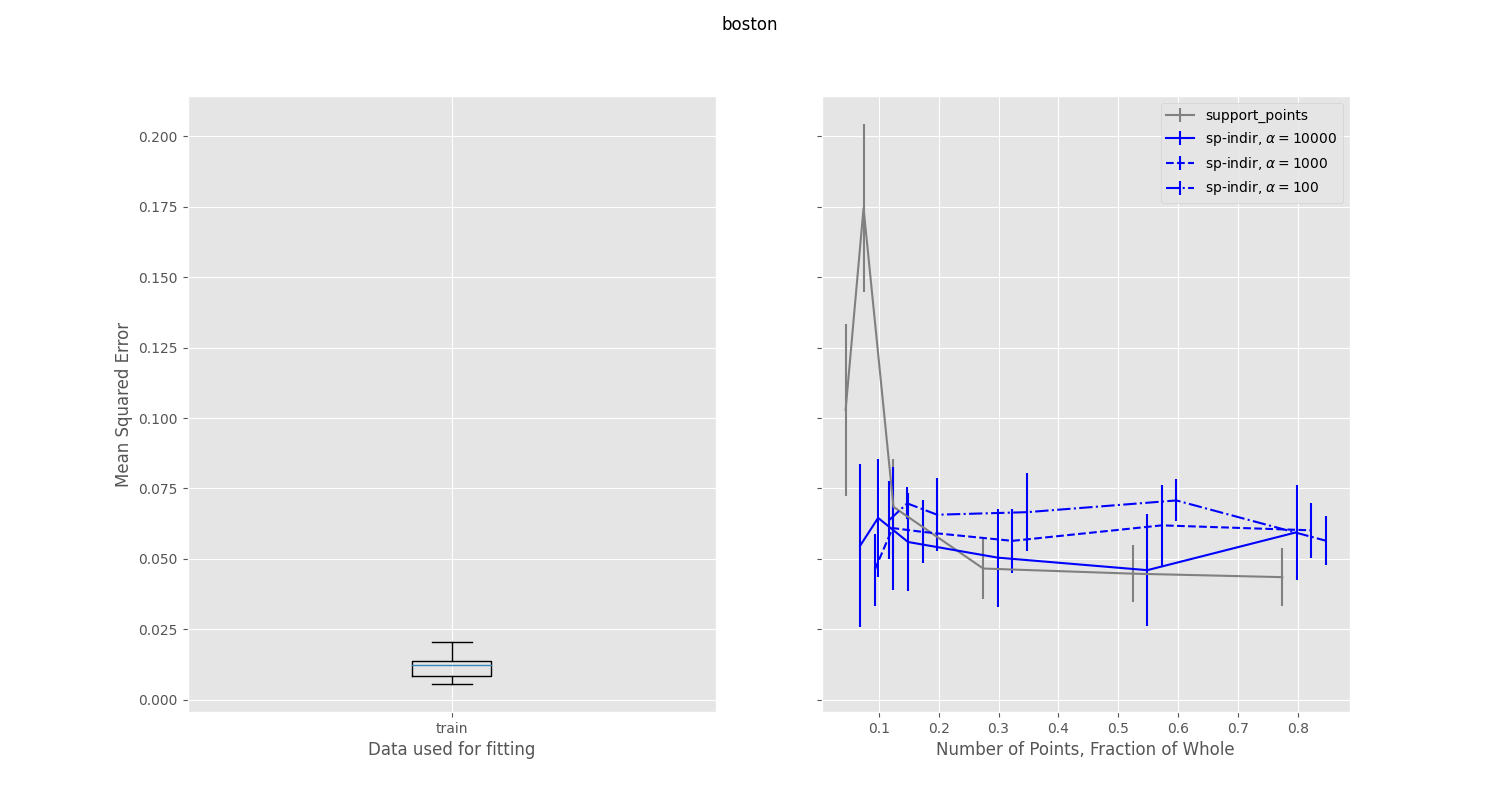 boston
Mean Squared Error
0.200
0.175
0.150
0.125
0.100
0.075
0.050
0.025
0.000
train
Data used for fitting
support_points
sp-indir, α = 10000
sp-indir, α = 1000
sp-indir, α = 100
0.1 0.2 0.3 0.4 0.5 0.6 0.7 0.8
Number of Points, Fraction of Whole